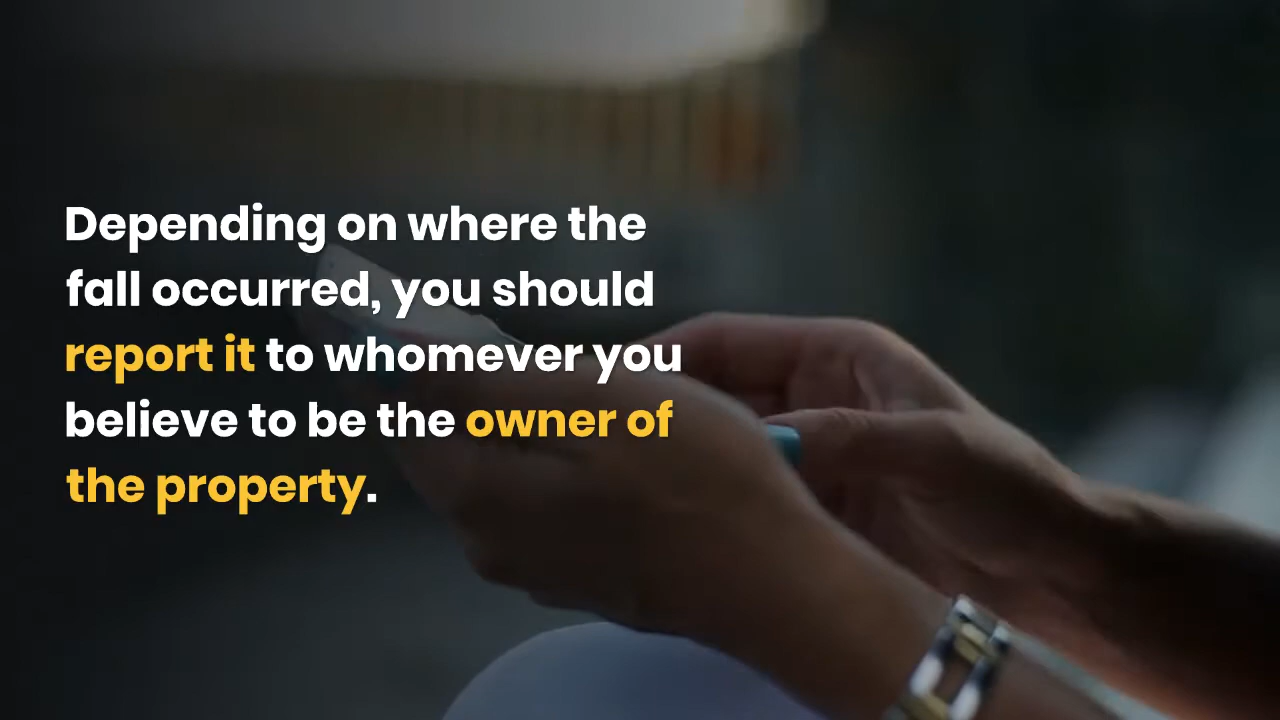 Depending on where the
fall occurred, you should
report it to whomever you
believe to be the owner of
the property.